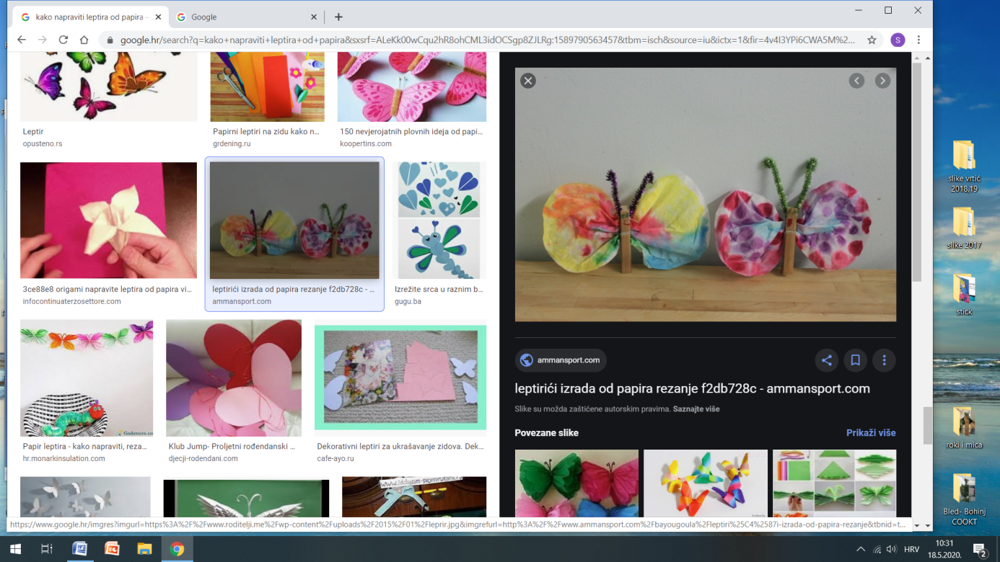 kako napraviti leptira od papira -
Google
google.hr/search?q=kako+napraviti+leptira+od+papira&sxsrf=ALeKk00wCqu2hR8ohCML3idOCSgp8ZJLRg:1589790563457&tbm=isch&source=iu&ictx=1&fir=4v4I3YPi6CWA5M%2...
S
Leptir
opusteno.rs
Papirni leptiri na zidu kako n...
grdening.ru
150 nevjerojatnih plovnih ideja od papi...
koopertins.com
3ce88e8 origami napravite leptira od papira vi...
infocontinuaterzosettore.com
leptirići izrada od papira rezanje f2db728c - ...
ammansport.com
Izrežite srca u raznim b...
gugu.ba
Gadeners.c
Papir leptira - kako napraviti, reza...
hr.monarkinsulation.com
Klub Jump- Proljetni rođendanski ...
djecji-rodendani.com
Dekorativni leptiri za ukrašavanje zidova. Dek...
cafe-ayo.ru
ammansport.com
leptirići izrada od papira rezanje f2db728c - ammansport.com
Slike su možda zaštićene autorskim pravima. Saznajte više
Povezane slike
Prikaži više
https://www.google.hr/imgres?imgurl=https%3A%2F%2Fwww.roditelji.me%2Fwp-content%2Fuploads%2F2015%2F01%2Fleprir.jpg&imgrefurl=http%3A%2F%2Fwww.ammansport.com%2Fbayougoula%2Fleptiri%25C4%2587i-izrada-od-papira-rezanje&tbnid=t...
slike vrtić
2018,19
slike 2017
stick
roki i mica
Bled- Bohinj
COOKT
HRV
10:31
18.5.2020.
2